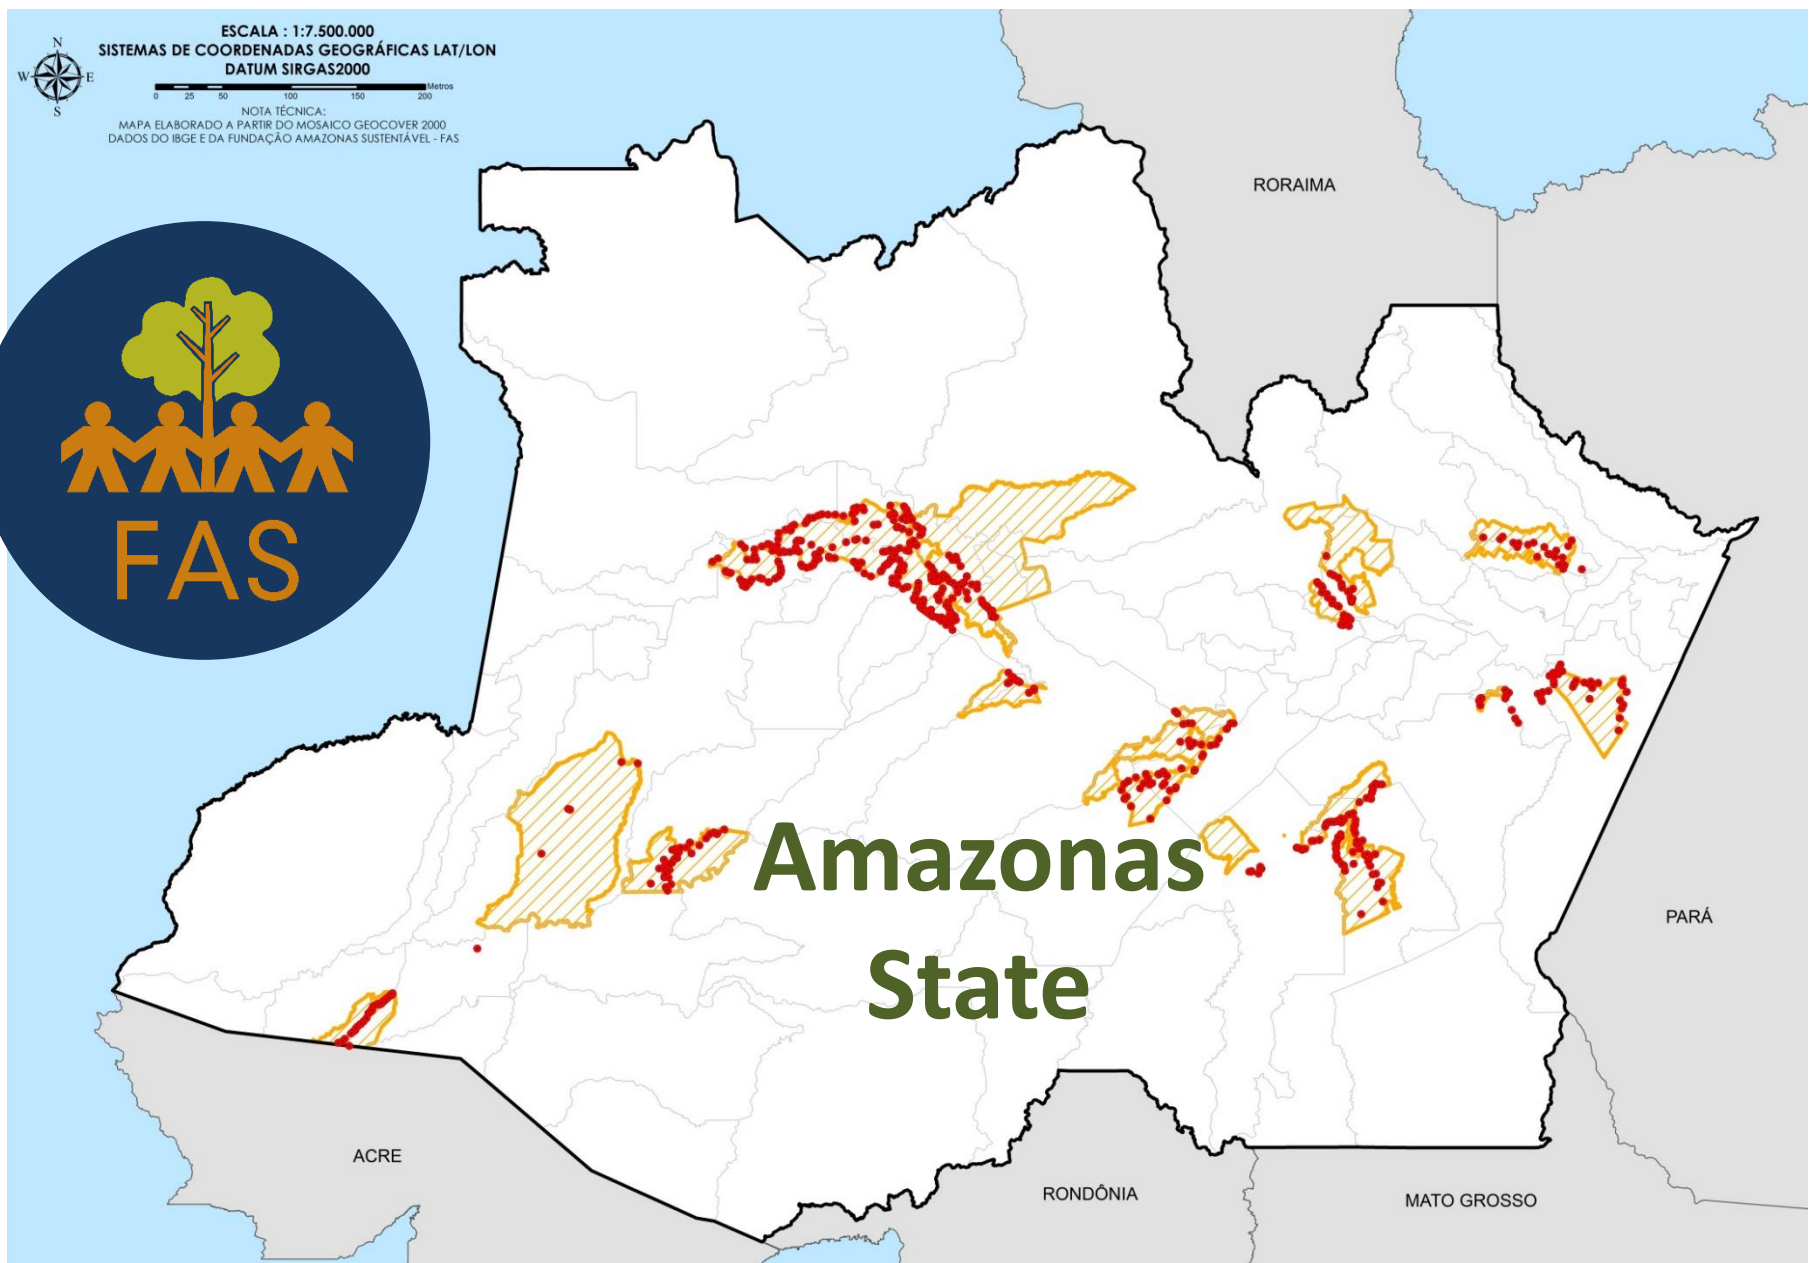 ESCALA : 1:7.500.000
SISTEMAS DE COORDENADAS GEOGRÁFICAS LAT/LON
DATUM SIRGAS2000
N
W E
S
Metros
0 25 50 100 150 200
NOTA TÉCNICA:
MAPA ELABORADO A PARTIR DO MOSAICO GEOCOVER 2000
DADOS DO IBGE E DA FUNDAÇÃO AMAZONAS SUSTENTÁVEL - FAS
RORAIMA
FAS
Amazonas
State
PARÁ
ACRE
RONDÔNIA
MATO GROSSO